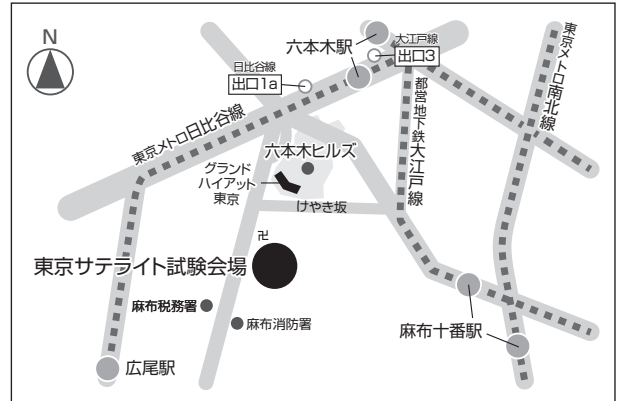 N
六本木駅
大江戸線
出口3
日比谷線
出口1a
東京メトロ日比谷線
東京メトロ南北線
都営地下鉄大江戸線
六本木ヒルズ
グランド
ハイアット
東京
けやき坂
卍
東京サテライト試験会場
麻布税務署
麻布消防署
麻布十番駅
広尾駅